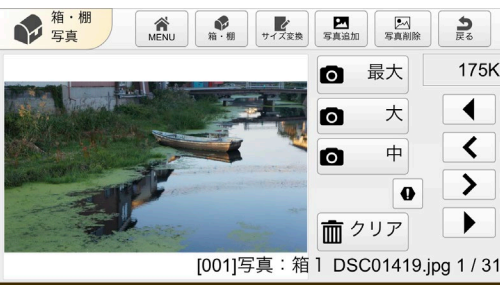 箱・棚
写真
MENU
箱・棚
サイズ変換
写真追加
写真削除
戻る
最大
175K
大
中
クリア
[001]写真：箱1 DSC01419.jpg 1 / 31